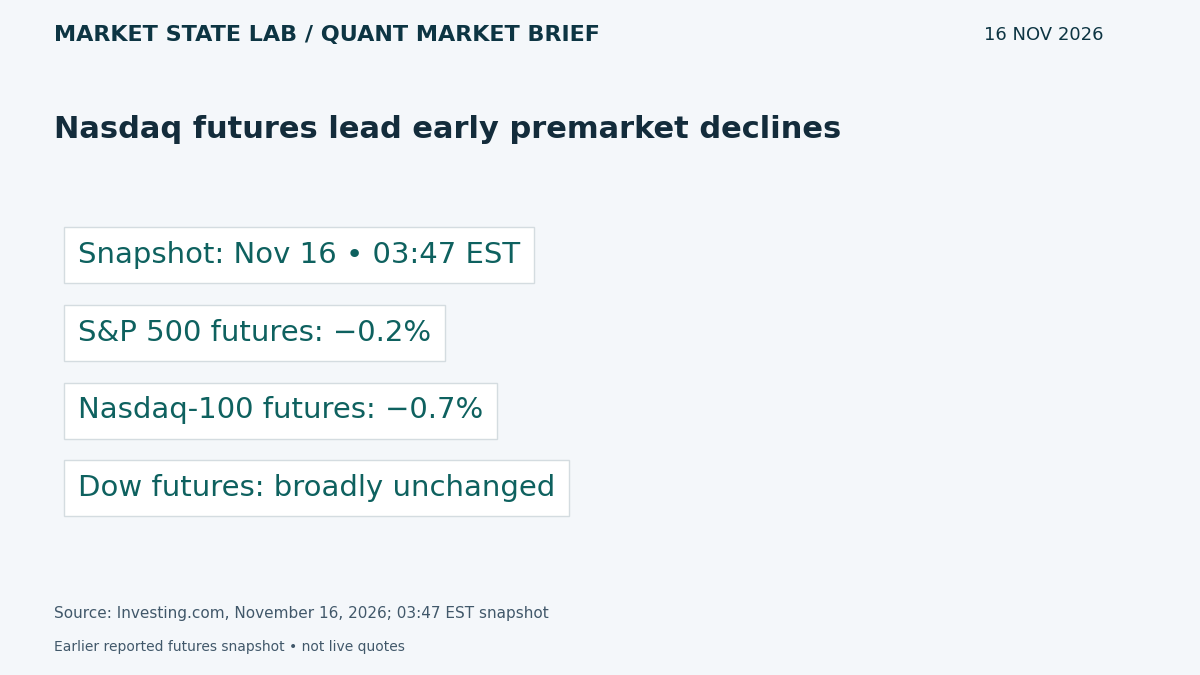 MARKET STATE LAB / QUANT MARKET BRIEF
16 NOV 2026
Nasdaq futures lead early premarket declines
Snapshot: Nov 16 • 03:47 EST
S&P 500 futures: −0.2%
Nasdaq-100 futures: −0.7%
Dow futures: broadly unchanged
Source: Investing.com, November 16, 2026; 03:47 EST snapshot
Earlier reported futures snapshot • not live quotes